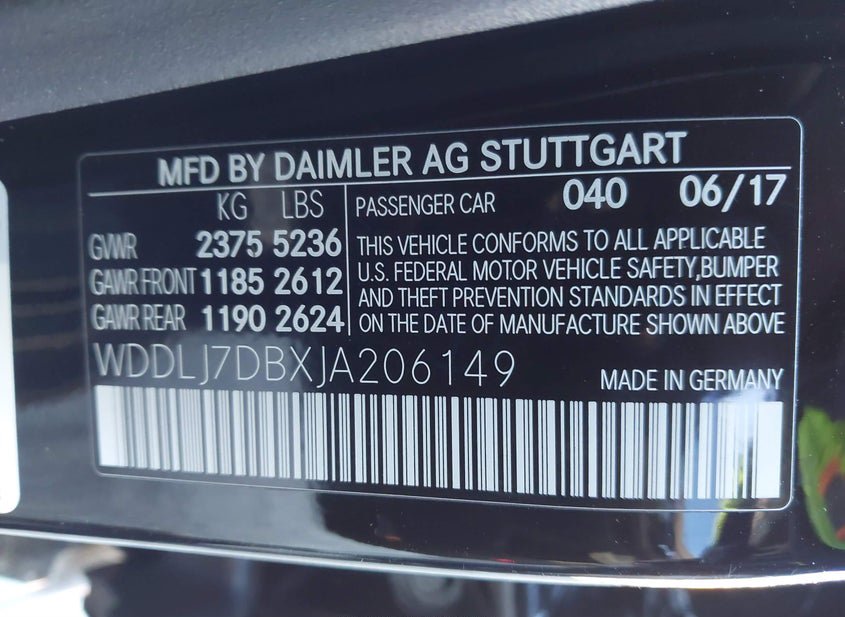 MFD BY DAIMLER AG STUTTGART
KG LBS
GVWR 2375 5236
GAWR FRONT 1185 2612
GAWR REAR 1190 2624
PASSENGER CAR 040 06/17
THIS VEHICLE CONFORMS TO ALL APPLICABLE
U.S. FEDERAL MOTOR VEHICLE SAFETY,BUMPER
AND THEFT PREVENTION STANDARDS IN EFFECT
ON THE DATE OF MANUFACTURE SHOWN ABOVE
WDDLJ7DBXJA206149
MADE IN GERMANY